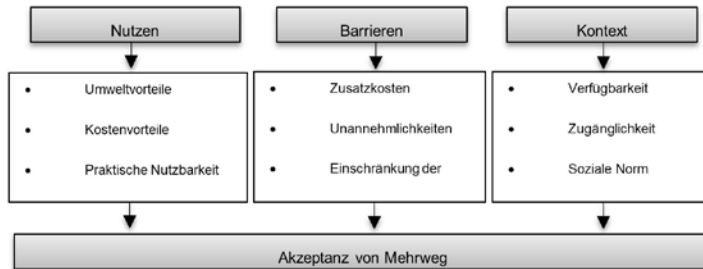 Nutzen
Barrieren
Kontext
• Umweltvorteile
• Kostenvorteile
• Praktische Nutzbarkeit
• Zusatzkosten
• Unannehmlichkeiten
• Einschränkung der
• Verfügbarkeit
• Zugänglichkeit
• Soziale Norm
Akzeptanz von Mehrweg